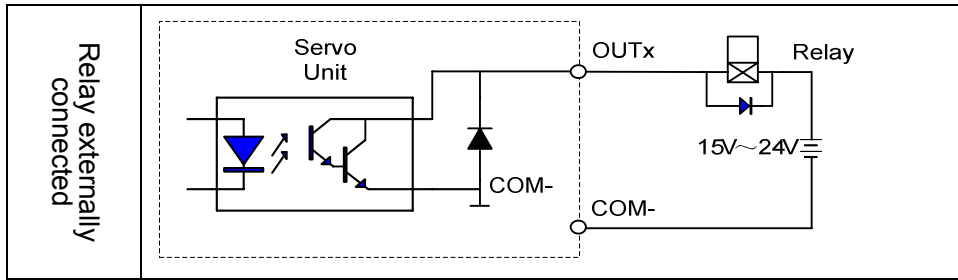 Relay externally
connected
Servo
Unit
OUTx
Relay
15V～24V
COM-
COM-